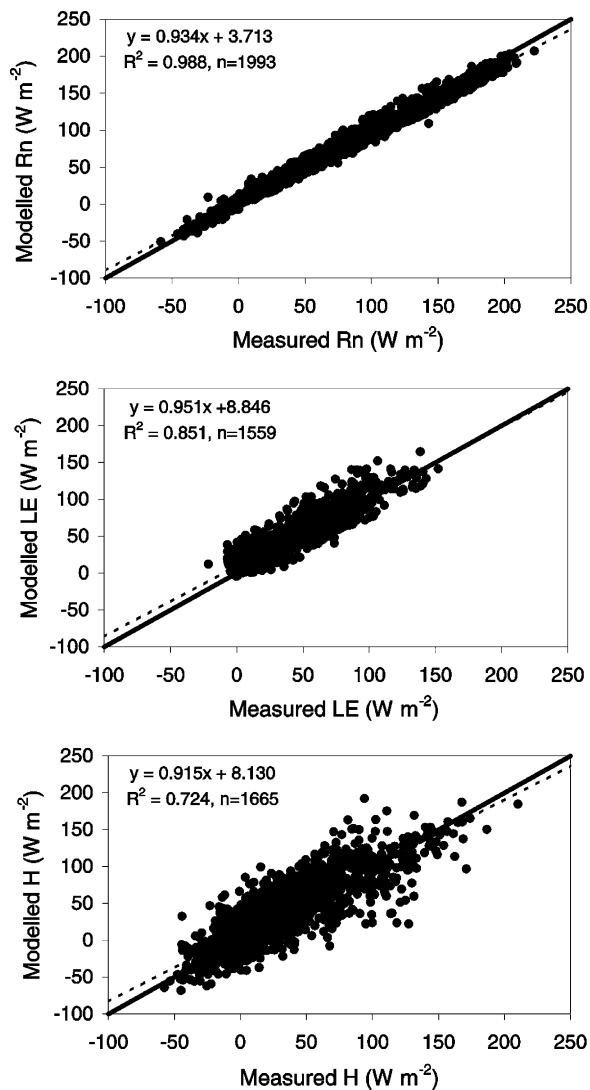 y = 0.934x + 3.713
R² = 0.988, n=1993
250
200
150
100
50
0
-50
-100
Modelled Rn (W m⁻²)
-100 -50 0 50 100 150 200 250
Measured Rn (W m⁻²)
y = 0.951x +8.846
R² = 0.851, n=1559
250
200
150
100
50
0
-50
-100
Modelled LE (W m⁻²)
-100 -50 0 50 100 150 200 250
Measured LE (W m⁻²)
y = 0.915x + 8.130
R² = 0.724, n=1665
250
200
150
100
50
0
-50
-100
Modelled H (W m⁻²)
-100 -50 0 50 100 150 200 250
Measured H (W m⁻²)